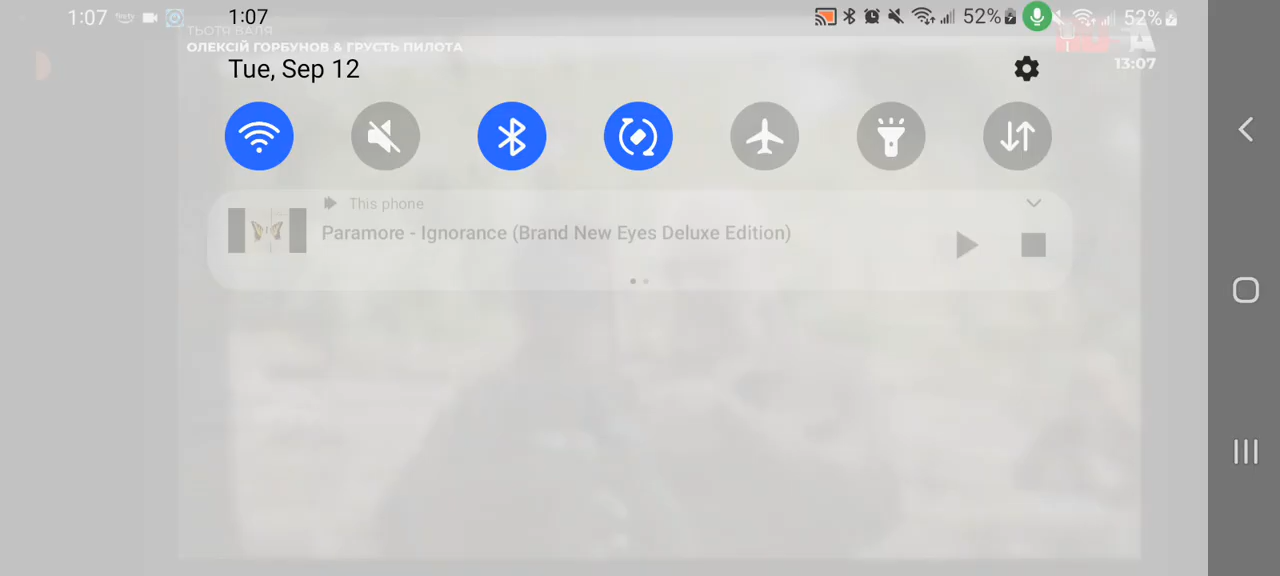 1:07
1:07
52%
52%
ТЬОТЯ ВАЛЯ
ОЛЕКСІЙ ГОРБУНОВ & ГРУСТЬ ПИЛОТА
13:07
Tue, Sep 12
This phone
Paramore - Ignorance (Brand New Eyes Deluxe Edition)